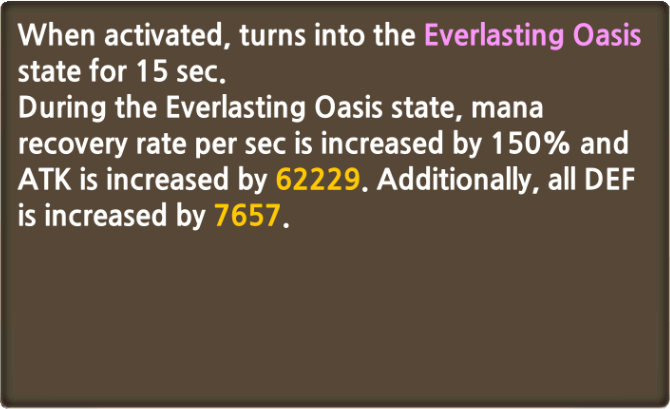 When activated, turns into the Everlasting Oasis
state for 15 sec.
During the Everlasting Oasis state, mana
recovery rate per sec is increased by 150% and
ATK is increased by 62229. Additionally, all DEF
is increased by 7657.